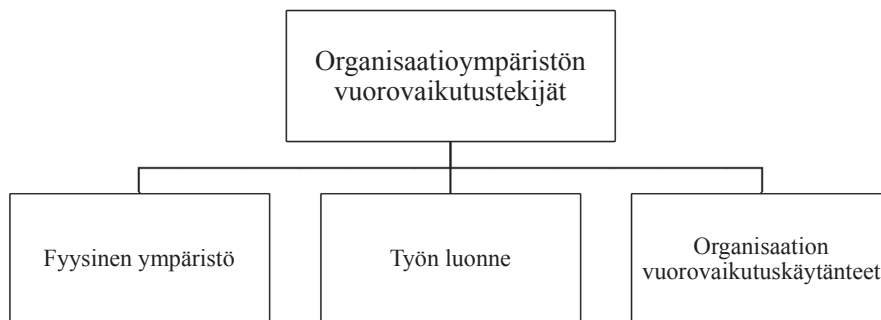 Organisaatioympäristön
vuorovaikutustekijät
Fyysinen ympäristö
Työn luonne
Organisaation
vuorovaikutuskäytänteet